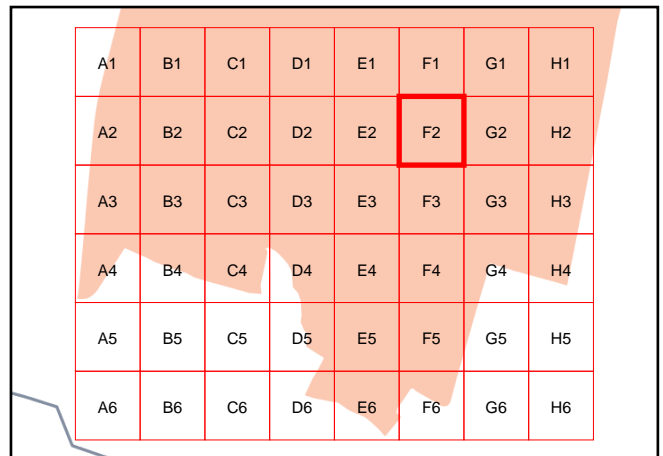 A1 B1 C1 D1 E1 F1 G1 H1
A2 B2 C2 D2 E2 F2 G2 H2
A3 B3 C3 D3 E3 F3 G3 H3
A4 B4 C4 D4 E4 F4 G4 H4
A5 B5 C5 D5 E5 F5 G5 H5
A6 B6 C6 D6 E6 F6 G6 H6